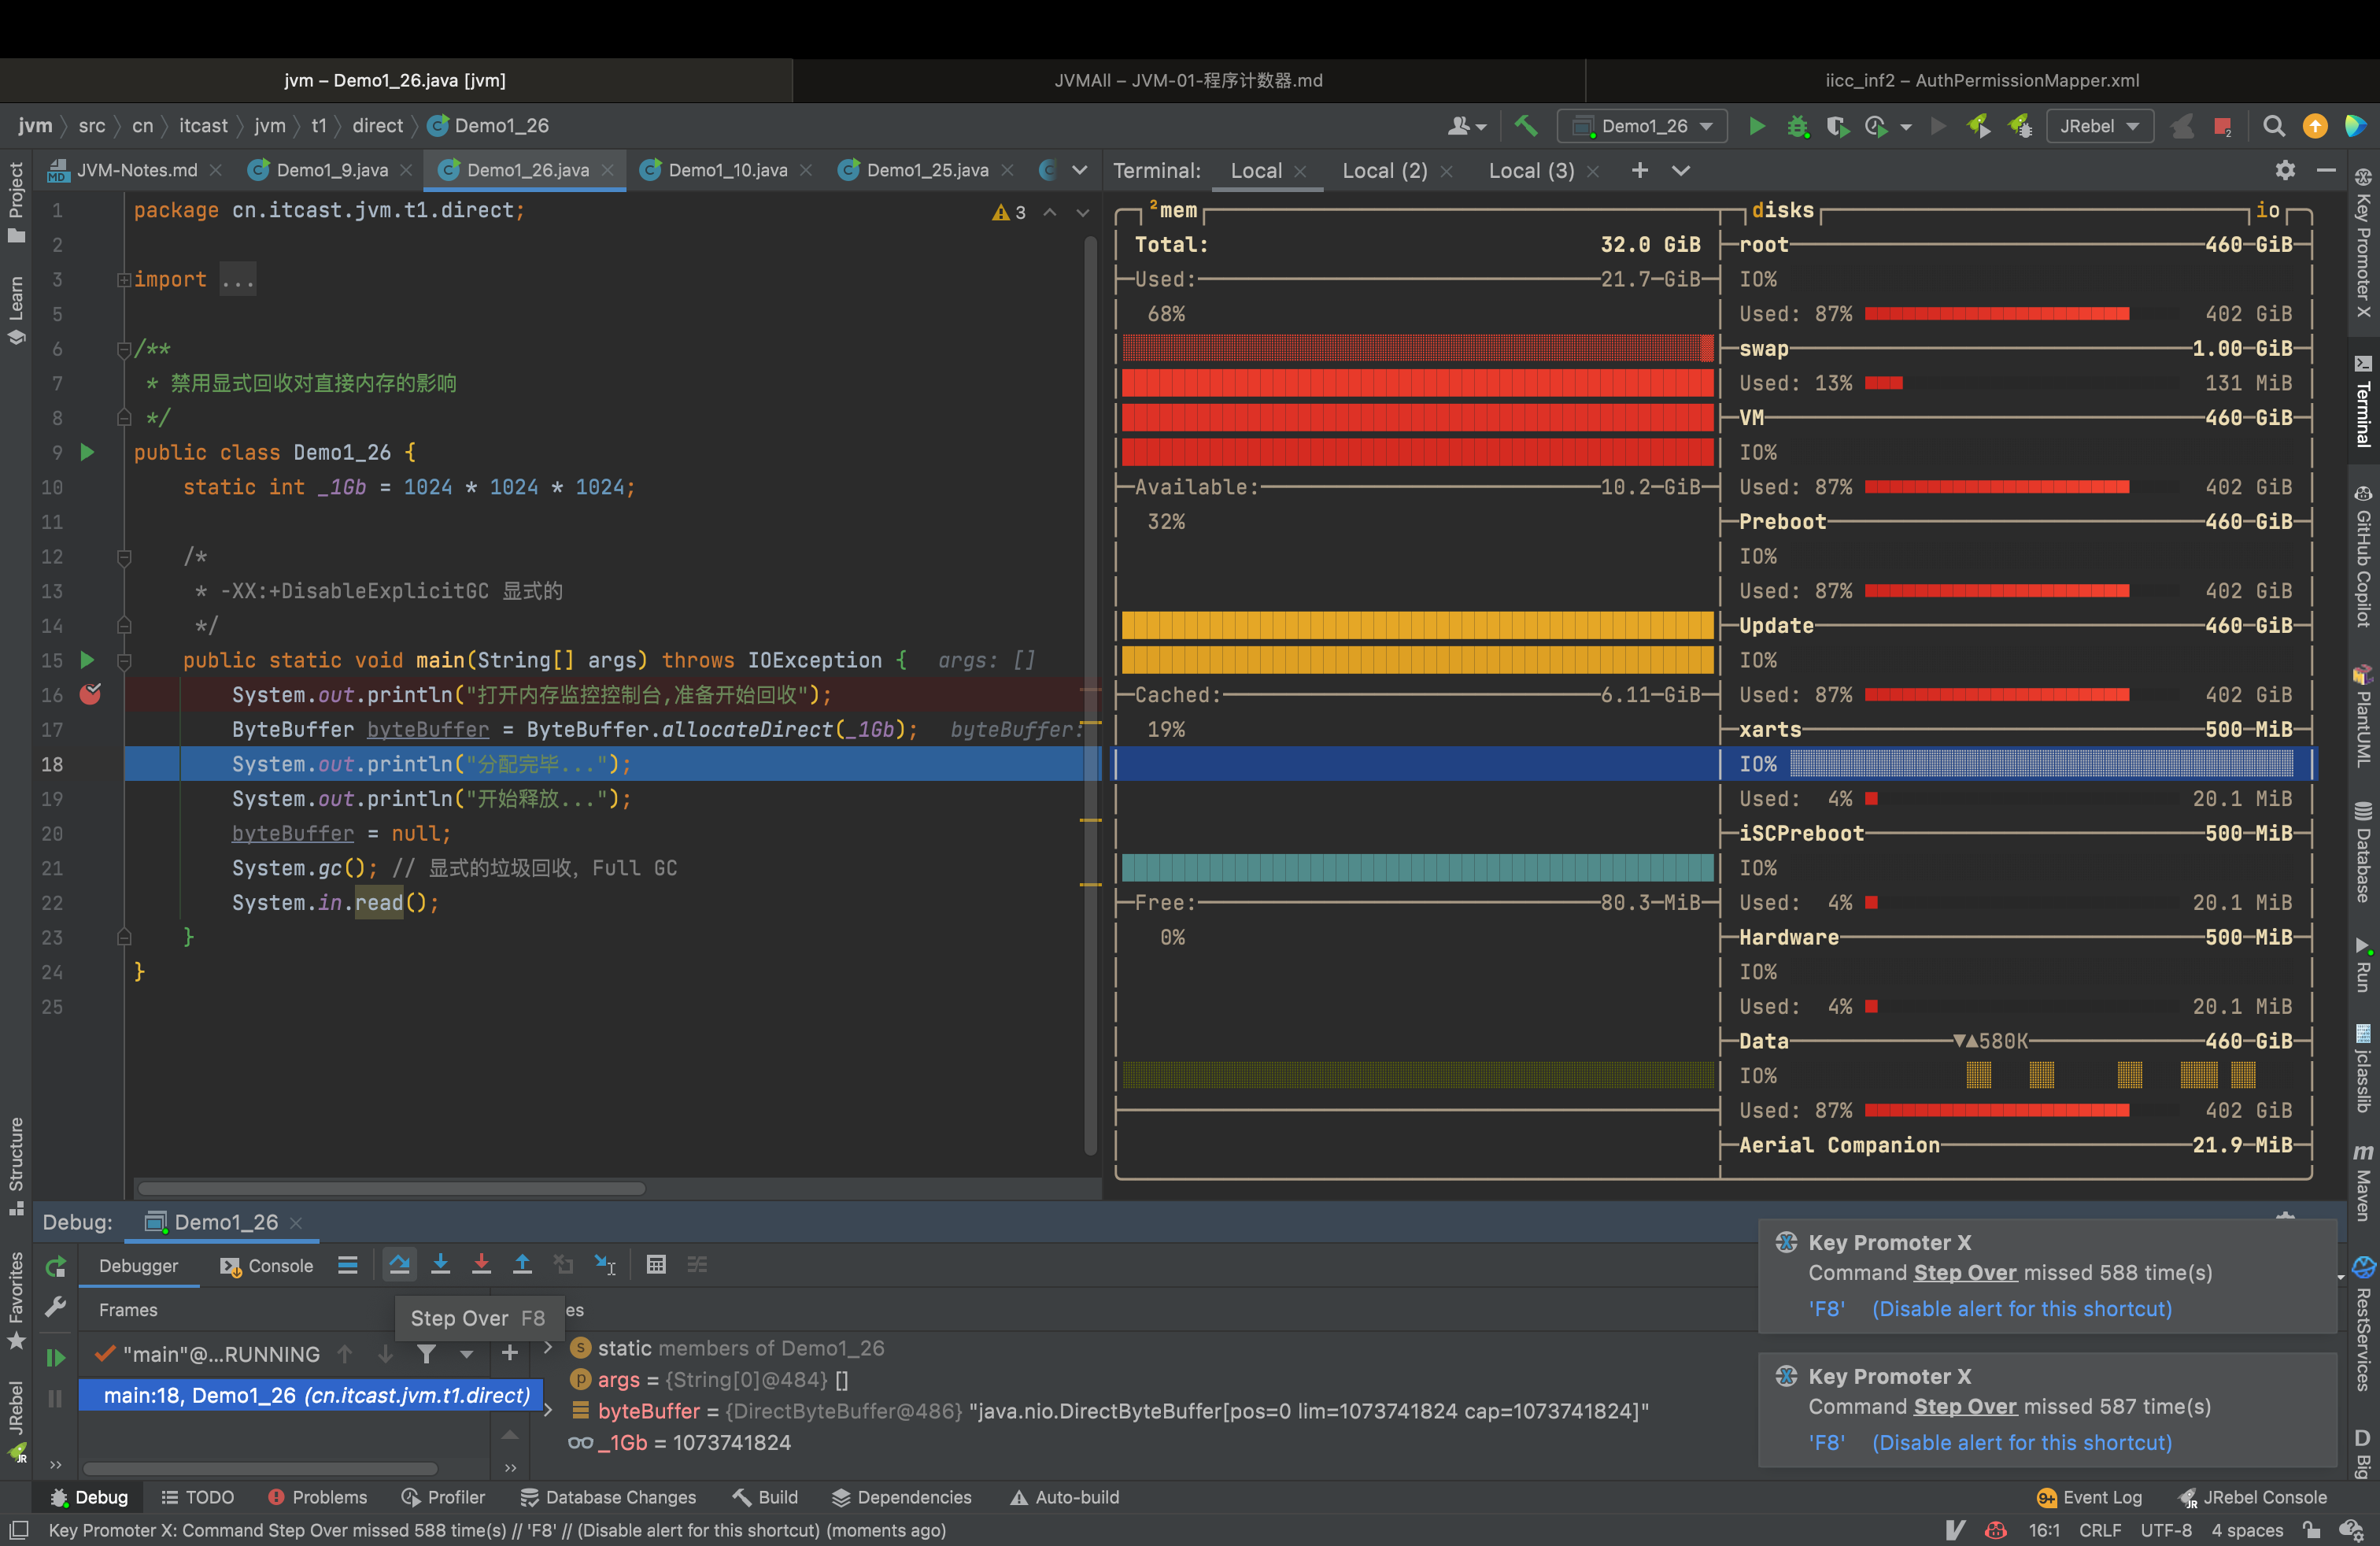 jvm – Demo1_26.java [jvm]
JVMAll – JVM-01-程序计数器.md
iicc_inf2 – AuthPermissionMapper.xml
jvm
src
cn
itcast
jvm
t1
direct
Demo1_26
Demo1_26
JRebel
JVM-Notes.md
Demo1_9.java
Demo1_26.java
Demo1_10.java
Demo1_25.java
Terminal:
Local
Local (2)
Local (3)
Project
Learn
Structure
Favorites
JRebel
3
1 package cn.itcast.jvm.t1.direct;
2
3 import ...
5
6 /**
7 * 禁用显式回收对直接内存的影响
8 */
9 public class Demo1_26 {
10 static int _1Gb = 1024 * 1024 * 1024;
11
12 /*
13 * -XX:+DisableExplicitGC 显式的
14 */
15 public static void main(String[] args) throws IOException { args: []
16 System.out.println("打开内存监控控制台,准备开始回收");
17 ByteBuffer byteBuffer = ByteBuffer.allocateDirect(_1Gb); byteBuffer:
18 System.out.println("分配完毕...");
19 System.out.println("开始释放...");
20 byteBuffer = null;
21 System.gc(); // 显式的垃圾回收, Full GC
22 System.in.read();
23 }
24 }
25
²mem
Total: 32.0 GiB
Used: 21.7 GiB
68%
Available: 10.2 GiB
32%
Cached: 6.11 GiB
19%
Free: 80.3 MiB
0%
disks io
root 460 GiB
IO%
Used: 87% 402 GiB
swap 1.00 GiB
Used: 13% 131 MiB
VM 460 GiB
IO%
Used: 87% 402 GiB
Preboot 460 GiB
IO%
Used: 87% 402 GiB
Update 460 GiB
IO%
Used: 87% 402 GiB
xarts 500 MiB
IO%
Used: 4% 20.1 MiB
iSCPreboot 500 MiB
IO%
Used: 4% 20.1 MiB
Hardware 500 MiB
IO%
Used: 4% 20.1 MiB
Data ▼▲580K 460 GiB
IO%
Used: 87% 402 GiB
Aerial Companion 21.9 MiB
Key Promoter X
Terminal
GitHub Copilot
PlantUML
Database
Run
jclasslib
Maven
RestServices
Big
Debug: Demo1_26
Debugger
Console
Frames
es
Step Over F8
"main"@...RUNNING
main:18, Demo1_26 (cn.itcast.jvm.t1.direct)
static members of Demo1_26
args = {String[0]@484} []
byteBuffer = {DirectByteBuffer@486} "java.nio.DirectByteBuffer[pos=0 lim=1073741824 cap=1073741824]"
_1Gb = 1073741824
Key Promoter X
Command Step Over missed 588 time(s)
'F8' (Disable alert for this shortcut)
Key Promoter X
Command Step Over missed 587 time(s)
'F8' (Disable alert for this shortcut)
Debug
TODO
Problems
Profiler
Database Changes
Build
Dependencies
Auto-build
9+ Event Log
JRebel Console
Key Promoter X: Command Step Over missed 588 time(s) // 'F8' // (Disable alert for this shortcut) (moments ago)
16:1 CRLF UTF-8 4 spaces